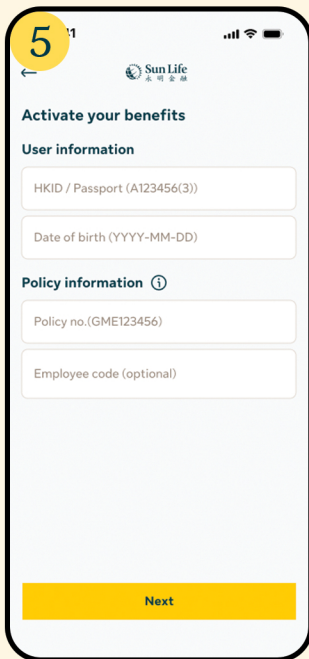 5
11
Sun Life
永明金融
Activate your benefits
User information
HKID / Passport (A123456(3))
Date of birth (YYYY-MM-DD)
Policy information
Policy no.(GME123456)
Employee code (optional)
Next